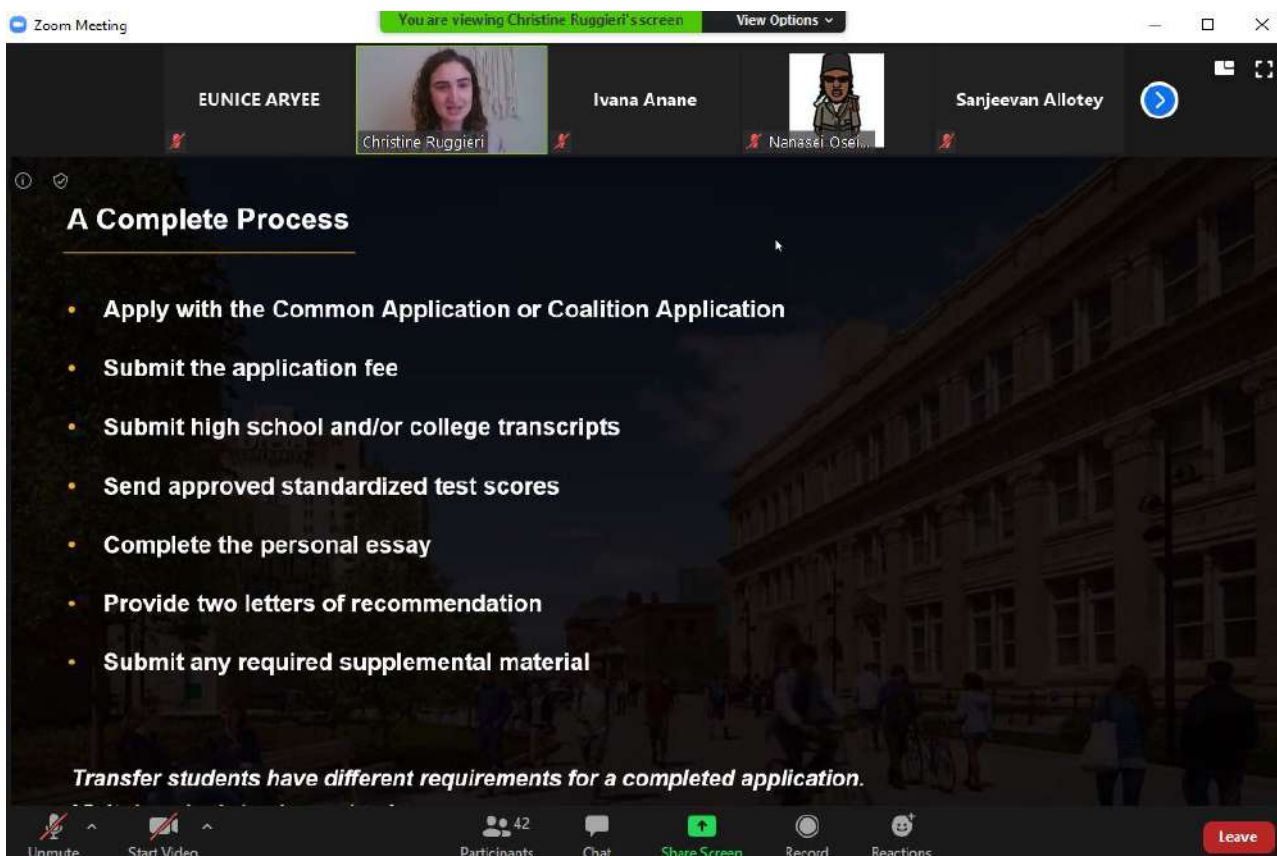 Zoom Meeting
You are viewing Christine Ruggieri's screen
View Options
EUNICE ARYEE
Christine Ruggieri
Ivana Anane
Nanasei Osei...
Sanjeevan Allotey
A Complete Process
• Apply with the Common Application or Coalition Application
• Submit the application fee
• Submit high school and/or college transcripts
• Send approved standardized test scores
• Complete the personal essay
• Provide two letters of recommendation
• Submit any required supplemental material
Transfer students have different requirements for a completed application.
Unmute
Start Video
42
Participants
Chat
Share Screen
Record
Reactions
Leave